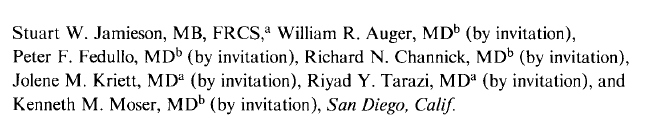 Stuart W. Jamieson, MB, FRCS,ᵃ William R. Auger, MDᵇ (by invitation),
Peter F. Fedullo, MDᵇ (by invitation), Richard N. Channick, MDᵇ (by invitation),
Jolene M. Kriett, MDᵃ (by invitation), Riyad Y. Tarazi, MDᵃ (by invitation), and
Kenneth M. Moser, MDᵇ (by invitation), San Diego, Calif.